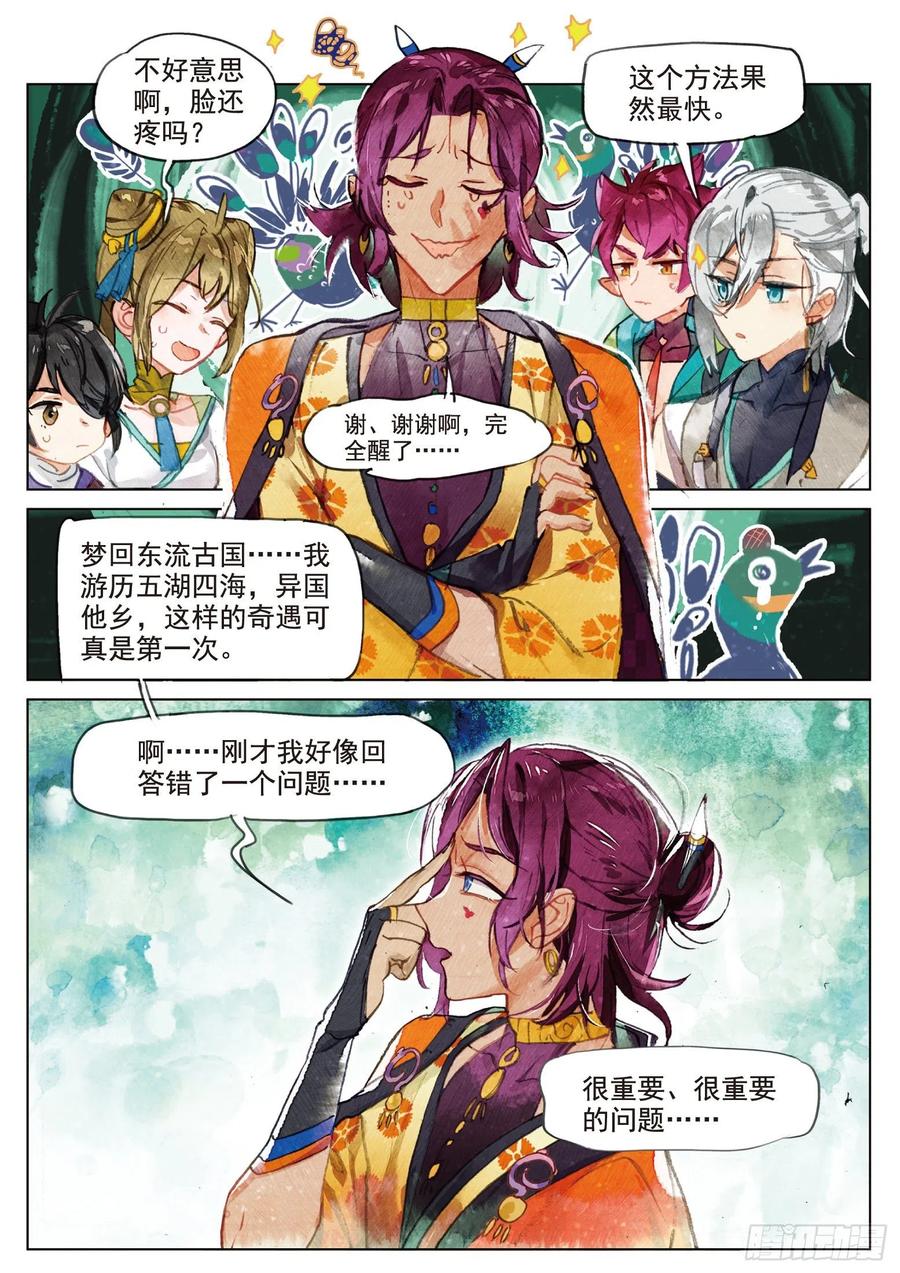 不好意思
啊，脸还
疼吗？
这个方法果
然最快。
谢、谢谢啊，完
全醒了……
梦回东流古国……我
游历五湖四海，异国
他乡，这样的奇遇可
真是第一次。
啊……刚才我好像回
答错了一个问题……
很重要、很重要
的问题……
腾讯动漫